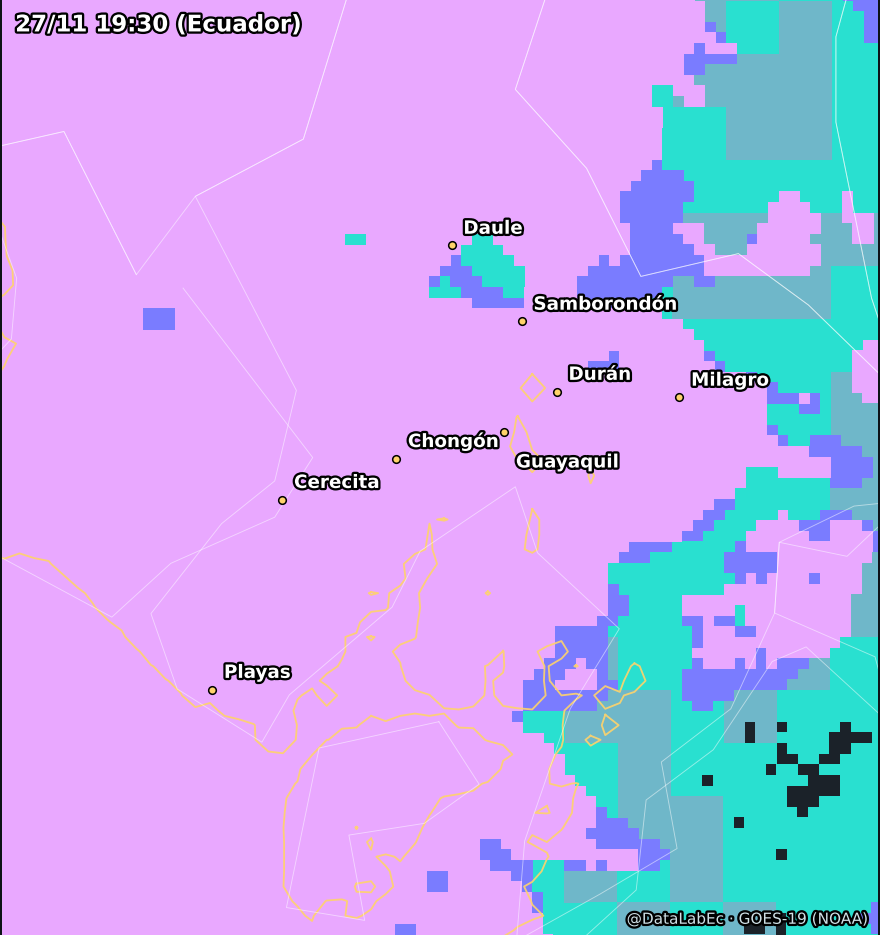 27/11 19:30 (Ecuador)
Daule
Samborondón
Durán
Milagro
Chongón
Guayaquil
Cerecita
Playas
@DataLabEc · GOES-19 (NOAA)